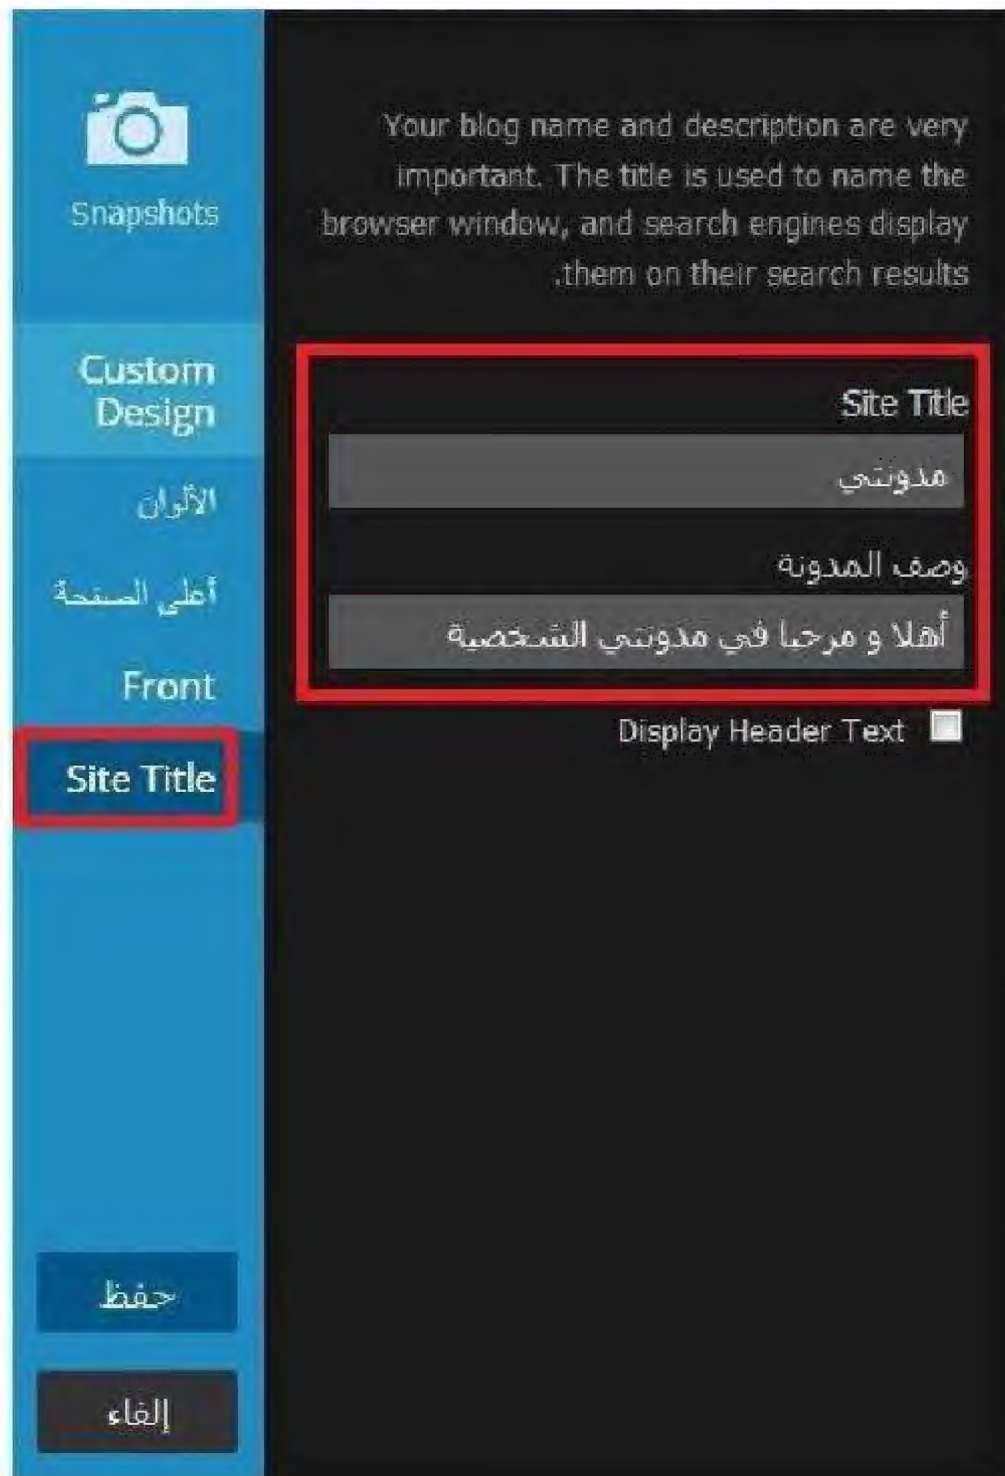 Snapshots
Custom
Design
الألوان
أعلى الصفحة
Front
Site Title
حفظ
إلغاء
Your blog name and description are very
important. The title is used to name the
browser window, and search engines display
.them on their search results
Site Title
مدونتي
وصف المدونة
أهلا و مرحبا في مدونتي الشخصية
Display Header Text